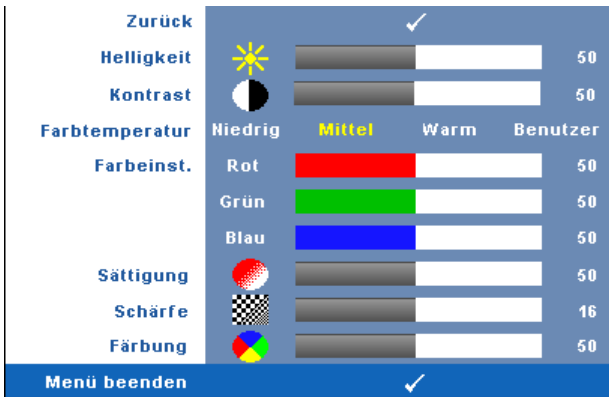 Zurück
Helligkeit 50
Kontrast 50
Farbtemperatur Niedrig Mittel Warm Benutzer
Farbeinst. Rot 50
Grün 50
Blau 50
Sättigung 50
Schärfe 16
Färbung 50
Menü beenden